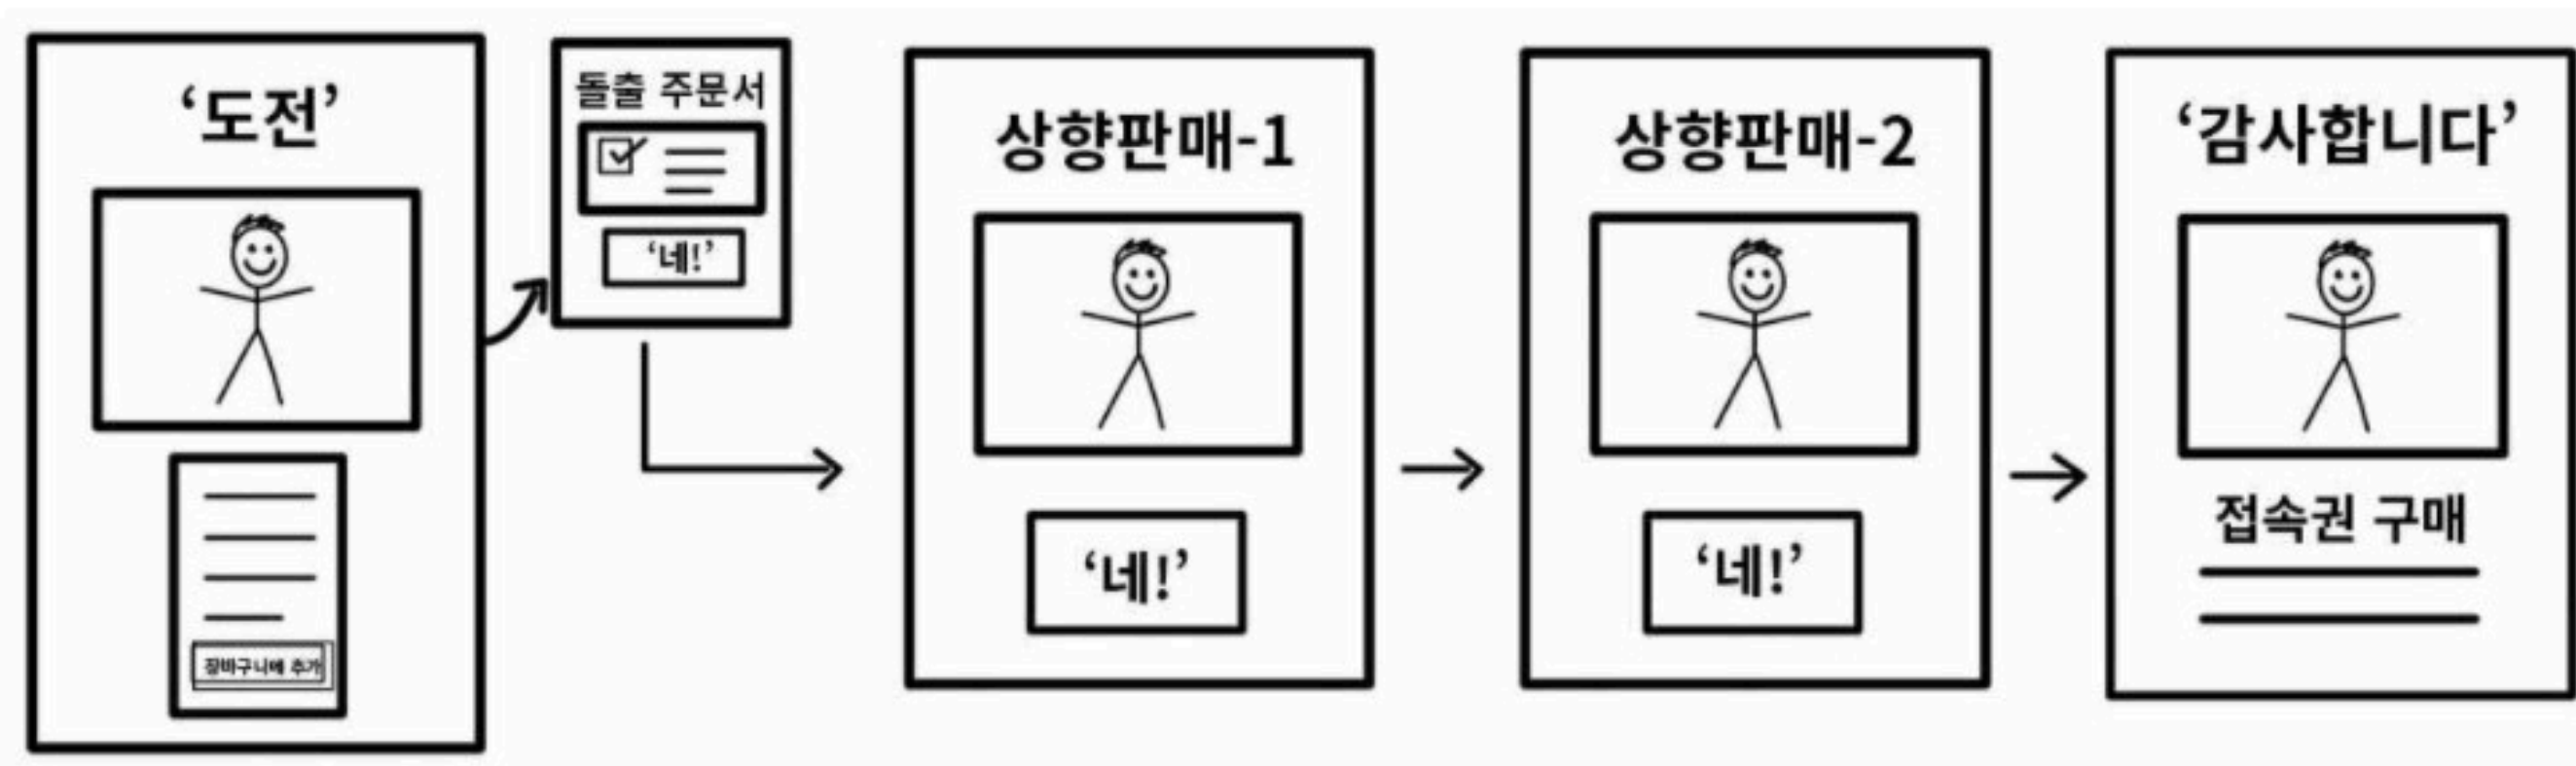 ‘도전’
장바구니에 추가
돌출 주문서
‘네!’
상향판매-1
‘네!’
상향판매-2
‘네!’
‘감사합니다’
접속권 구매